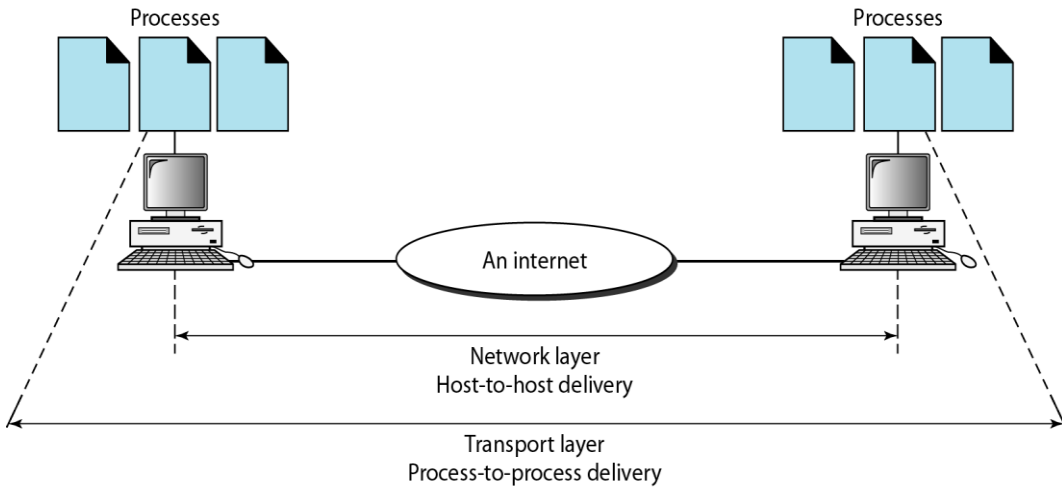 Processes
Processes
An internet
Network layer
Host-to-host delivery
Transport layer
Process-to-process delivery